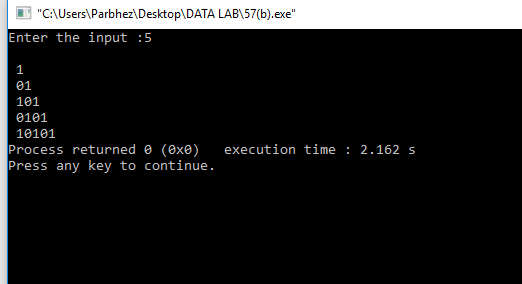 "C:\Users\Parbhez\Desktop\DATA LAB\57(b).exe"
Enter the input :5
1
01
101
0101
10101
Process returned 0 (0x0)   execution time : 2.162 s
Press any key to continue.